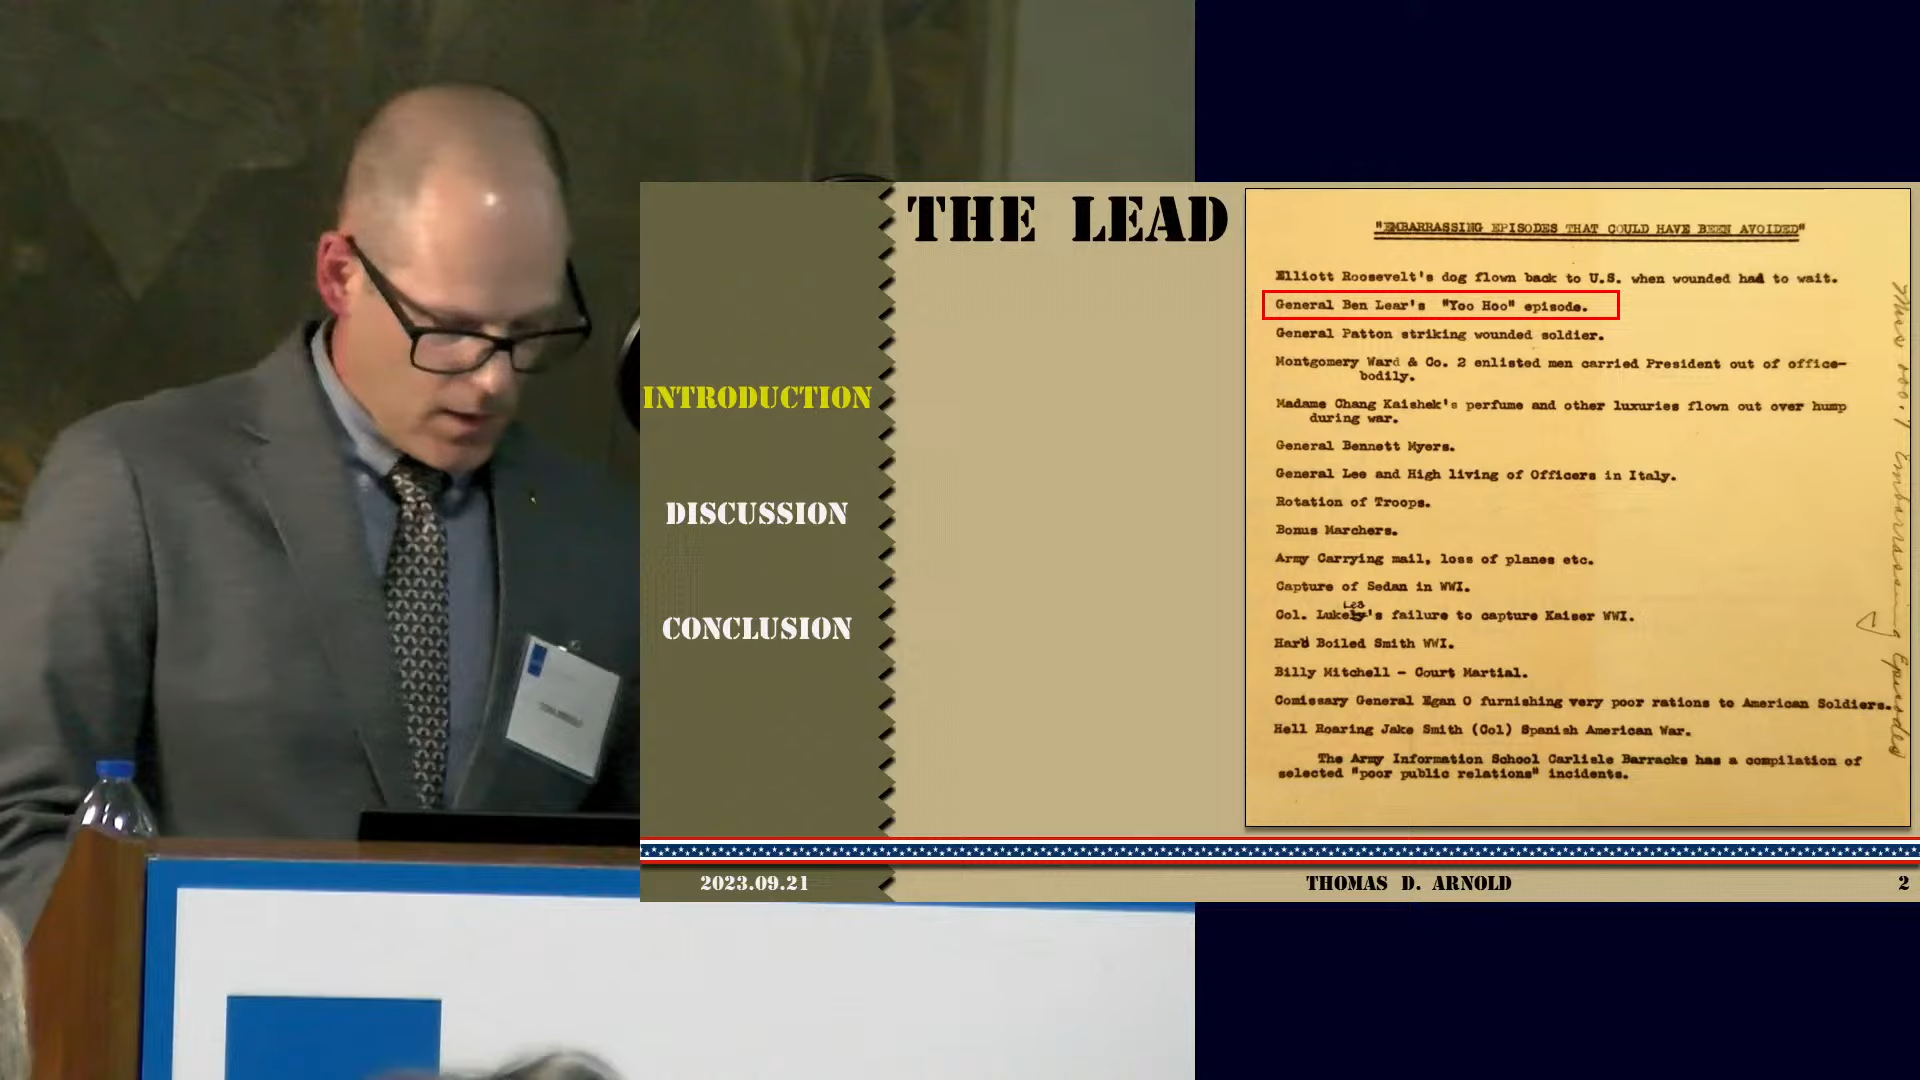 THE LEAD
INTRODUCTION
DISCUSSION
CONCLUSION
"EMBARRASSING EPISODES THAT COULD HAVE BEEN AVOIDED"
Elliott Roosevelt's dog flown back to U.S. when wounded had to wait.
General Ben Lear's "Yoo Hoo" episode.
General Patton striking wounded soldier.
Montgomery Ward & Co. 2 enlisted men carried President out of office-
bodily.
Madame Chang Kaishek's perfume and other luxuries flown out over hump
during war.
General Bennett Myers.
General Lee and High living of Officers in Italy.
Rotation of Troops.
Bonus Marchers.
Army Carrying mail, loss of planes etc.
Capture of Sedan in WWI.
Lea
Col. Luke's failure to capture Kaiser WWI.
Hard Boiled Smith WWI.
Billy Mitchell - Court Martial.
Comissary General Egan O furnishing very poor rations to American Soldiers.
Hell Roaring Jake Smith (Col) Spanish American War.
The Army Information School Carlisle Barracks has a compilation of
selected "poor public relations" incidents.
Embarrassing Episodes
2023.09.21
THOMAS D. ARNOLD
2